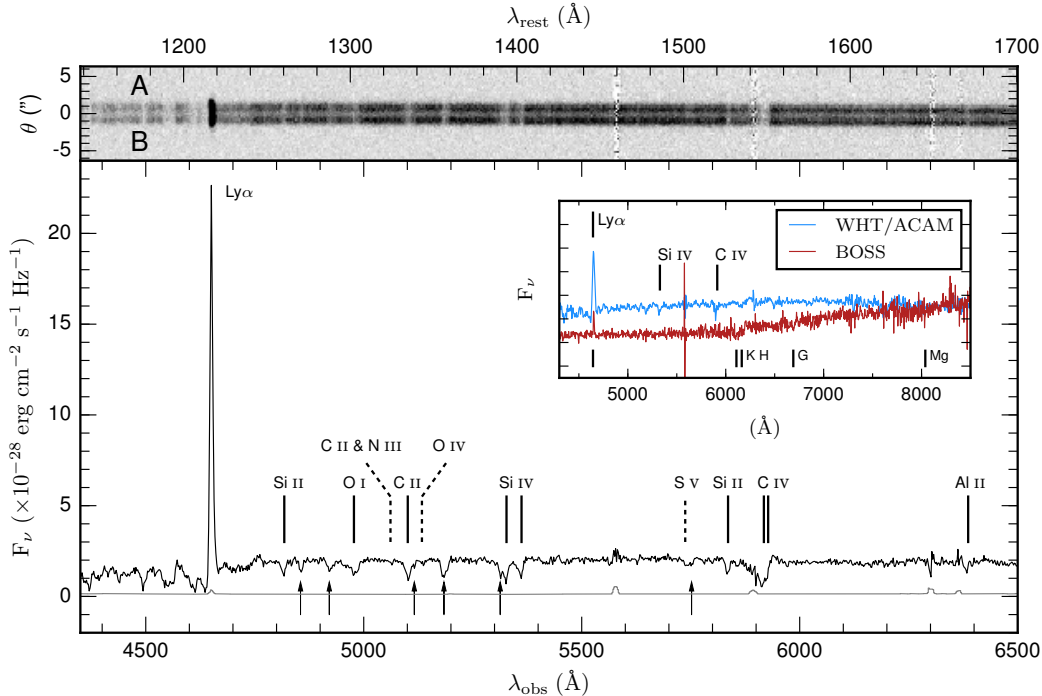 λrest (Å)
1200 1300 1400 1500 1600 1700
5
0
−5
θ (")
A
B
Lyα
20
15
10
5
0
Fν (×10−28 erg cm−2 s−1 Hz−1)
Lyα
Si IV
C IV
WHT/ACAM
BOSS
Fν
K H
G
Mg
5000 6000 7000 8000
(Å)
C II & N III
O IV
Si II
O I
C II
Si IV
S V
Si II
C IV
Al II
4500 5000 5500 6000 6500
λobs (Å)